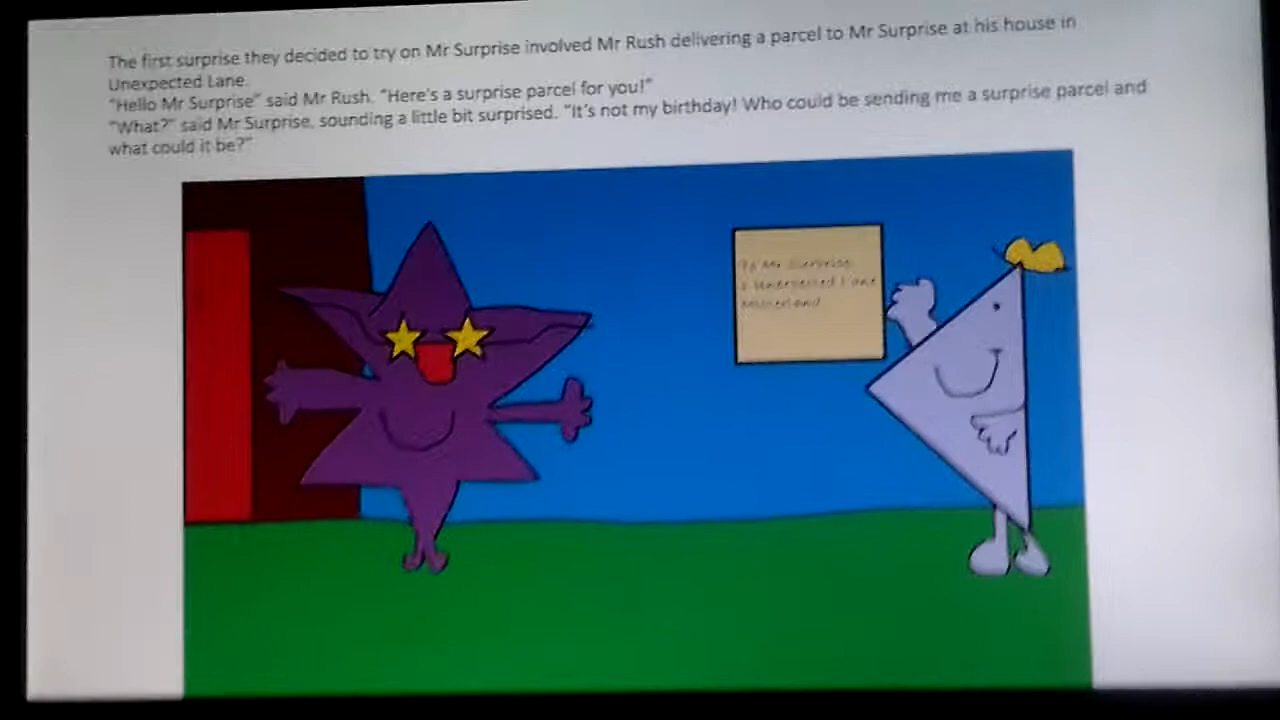 The first surprise they decided to try on Mr Surprise involved Mr Rush delivering a parcel to Mr Surprise at his house in
Unexpected Lane.
"Hello Mr Surprise" said Mr Rush. "Here's a surprise parcel for you!"
"What?" said Mr Surprise, sounding a little bit surprised. "It's not my birthday! Who could be sending me a surprise parcel and
what could it be?"
To Mr Surprise
Unexpected Lane